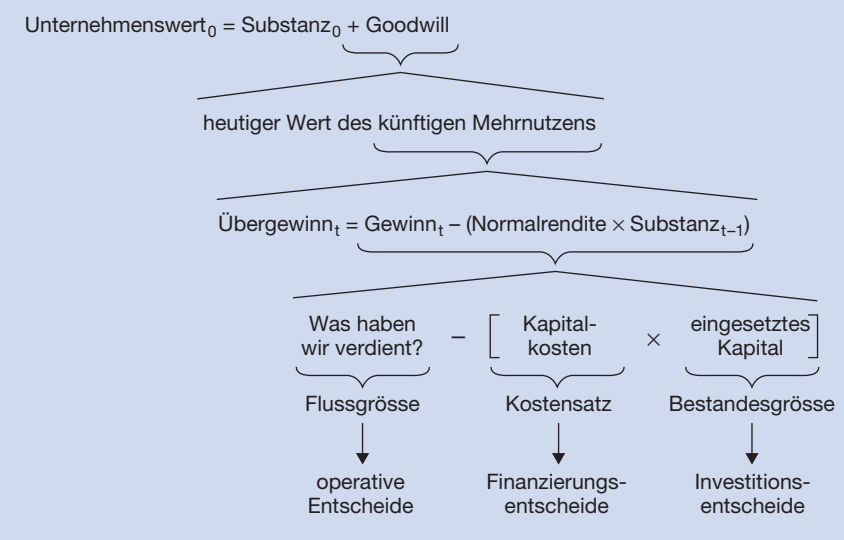 Unternehmenswert₀ = Substanz₀ + Goodwill
heutiger Wert des künftigen Mehrnutzens
Übergewinnₜ = Gewinnₜ – (Normalrendite × Substanzₜ₋₁)
Was haben wir verdient? – [ Kapital-kosten × eingesetztes Kapital ]
Flussgrösse Kostensatz Bestandesgrösse
operative Finanzierungs- Investitions-
Entscheide entscheide entscheide